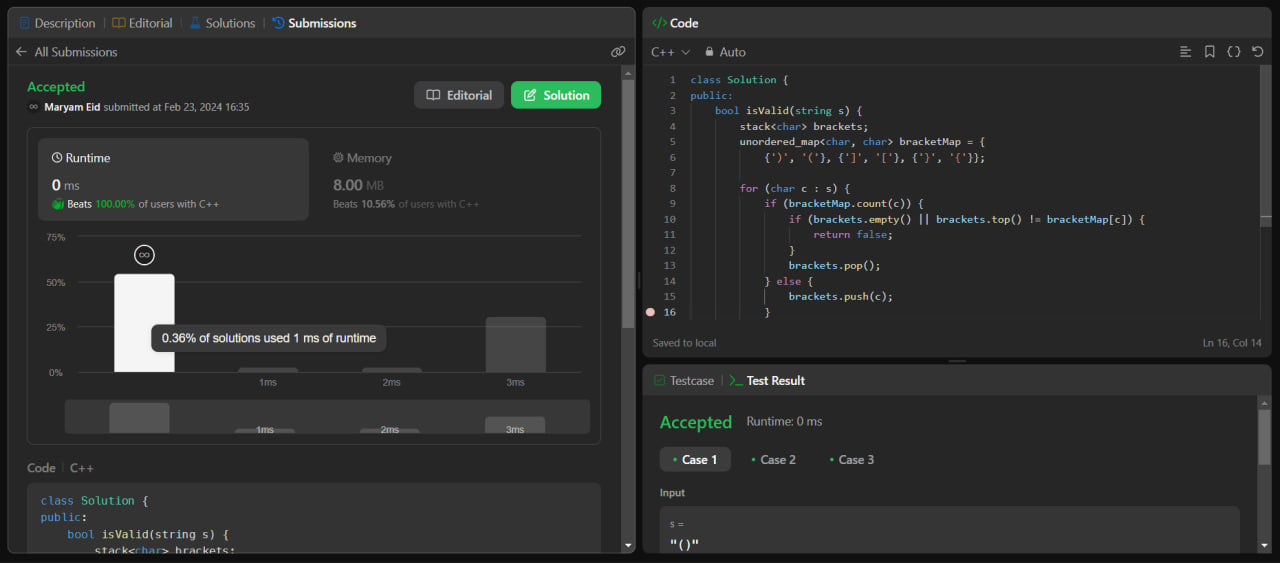 Description | Editorial | Solutions | Submissions
All Submissions
Accepted
Maryam Eid submitted at Feb 23, 2024 16:35
Editorial
Solution
Runtime
0 ms
Beats 100.00% of users with C++
Memory
8.00 MB
Beats 10.56% of users with C++
75%
50%
25%
0%
0.36% of solutions used 1 ms of runtime
1ms 2ms 3ms
1ms 2ms 3ms
Code | C++
class Solution {
public:
    bool isValid(string s) {
        stack<char> brackets;
</> Code
C++ Auto
1 class Solution {
2 public:
3     bool isValid(string s) {
4         stack<char> brackets;
5         unordered_map<char, char> bracketMap = {
6             {')', '('}, {']', '['}, {'}', '{'}};
7
8         for (char c : s) {
9             if (bracketMap.count(c)) {
10                 if (brackets.empty() || brackets.top() != bracketMap[c]) {
11                     return false;
12                 }
13                 brackets.pop();
14             } else {
15                 brackets.push(c);
16             }
Saved to local
Ln 16, Col 14
Testcase | >_ Test Result
Accepted Runtime: 0 ms
• Case 1 • Case 2 • Case 3
Input
s =
"()"